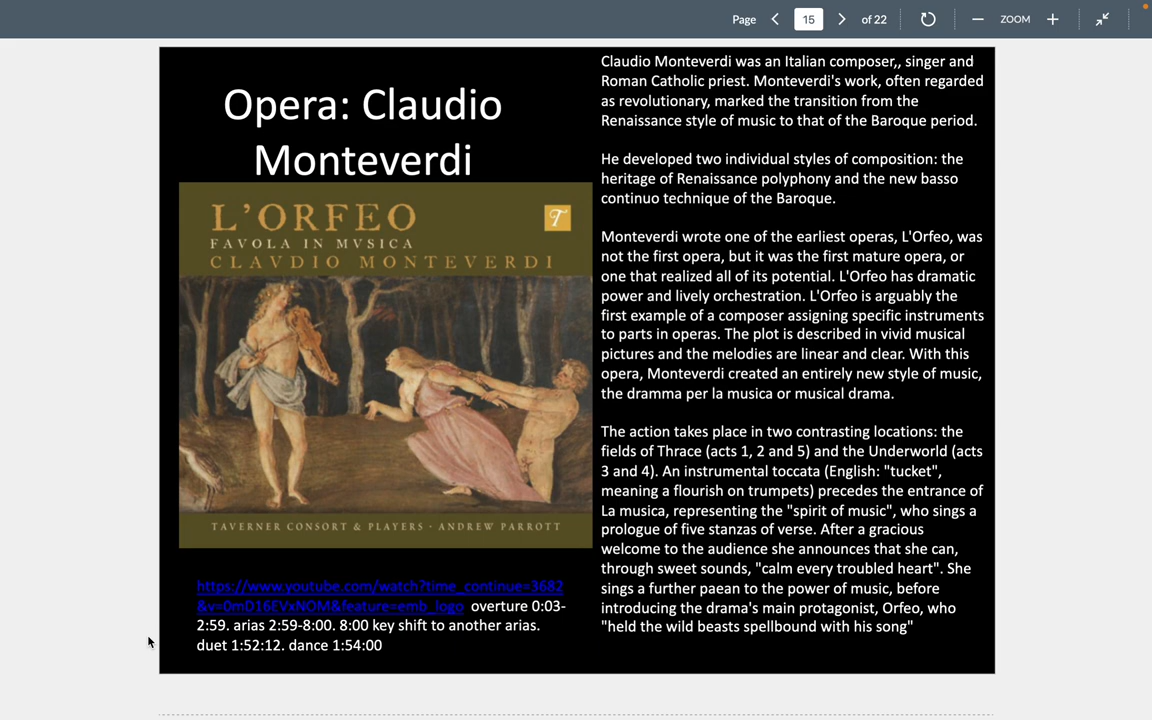 Page 15 of 22 ZOOM
Opera: Claudio
Monteverdi
L'ORFEO
FAVOLA IN MVSICA
CLAVDIO MONTEVERDI
T
TAVERNER CONSORT & PLAYERS · ANDREW PARROTT
https://www.youtube.com/watch?time_continue=3682
&v=0mD16EVxNOM&feature=emb_logo overture 0:03-
2:59. arias 2:59-8:00. 8:00 key shift to another arias.
duet 1:52:12. dance 1:54:00
Claudio Monteverdi was an Italian composer,, singer and
Roman Catholic priest. Monteverdi's work, often regarded
as revolutionary, marked the transition from the
Renaissance style of music to that of the Baroque period.
He developed two individual styles of composition: the
heritage of Renaissance polyphony and the new basso
continuo technique of the Baroque.
Monteverdi wrote one of the earliest operas, L'Orfeo, was
not the first opera, but it was the first mature opera, or
one that realized all of its potential. L'Orfeo has dramatic
power and lively orchestration. L'Orfeo is arguably the
first example of a composer assigning specific instruments
to parts in operas. The plot is described in vivid musical
pictures and the melodies are linear and clear. With this
opera, Monteverdi created an entirely new style of music,
the dramma per la musica or musical drama.
The action takes place in two contrasting locations: the
fields of Thrace (acts 1, 2 and 5) and the Underworld (acts
3 and 4). An instrumental toccata (English: "tucket",
meaning a flourish on trumpets) precedes the entrance of
La musica, representing the "spirit of music", who sings a
prologue of five stanzas of verse. After a gracious
welcome to the audience she announces that she can,
through sweet sounds, "calm every troubled heart". She
sings a further paean to the power of music, before
introducing the drama's main protagonist, Orfeo, who
"held the wild beasts spellbound with his song"